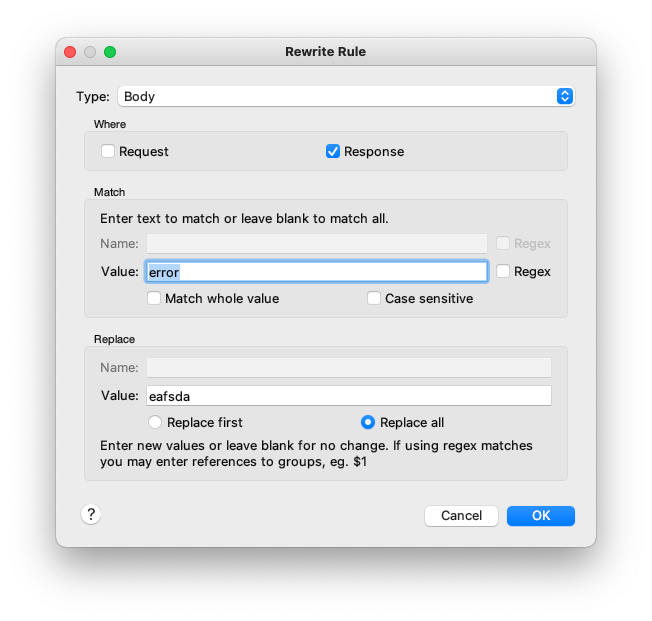 Rewrite Rule
Type: Body
Where
Request Response
Match
Enter text to match or leave blank to match all.
Name: Regex
Value: error Regex
Match whole value Case sensitive
Replace
Name:
Value: eafsda
Replace first Replace all
Enter new values or leave blank for no change. If using regex matches
you may enter references to groups, eg. $1
? Cancel OK